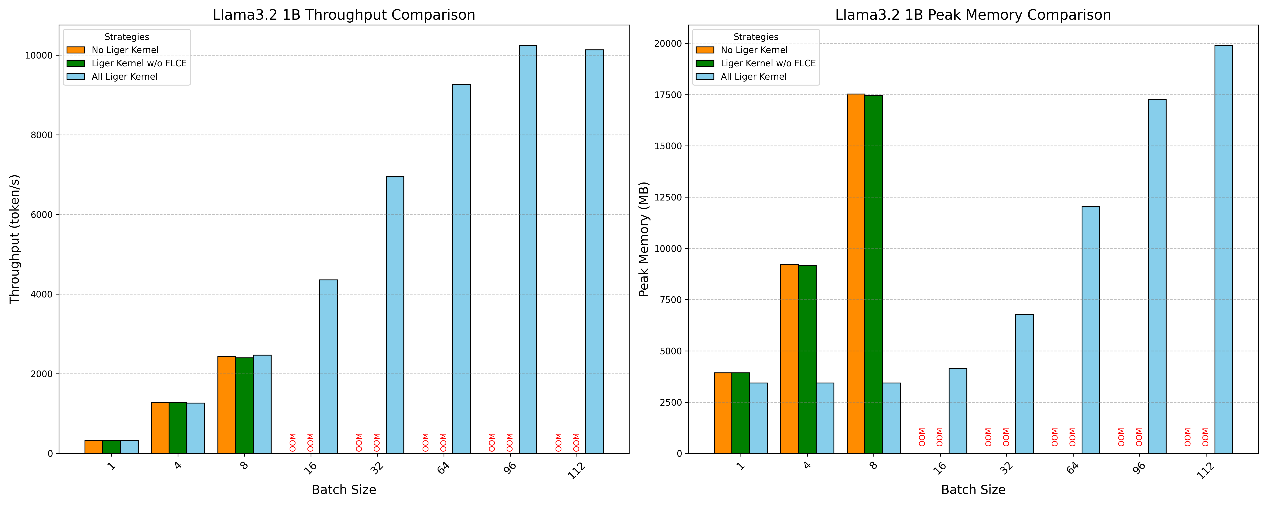 Llama3.2 1B Throughput Comparison
Strategies
No Liger Kernel
Liger Kernel w/o FLCE
All Liger Kernel
Throughput (token/s)
10000
8000
6000
4000
2000
0
OOM OOM OOM OOM OOM OOM OOM OOM OOM OOM
1 4 8 16 32 64 96 112
Batch Size
Llama3.2 1B Peak Memory Comparison
Strategies
No Liger Kernel
Liger Kernel w/o FLCE
All Liger Kernel
Peak Memory (MB)
20000
17500
15000
12500
10000
7500
5000
2500
0
OOM OOM OOM OOM OOM OOM OOM OOM OOM OOM
1 4 8 16 32 64 96 112
Batch Size